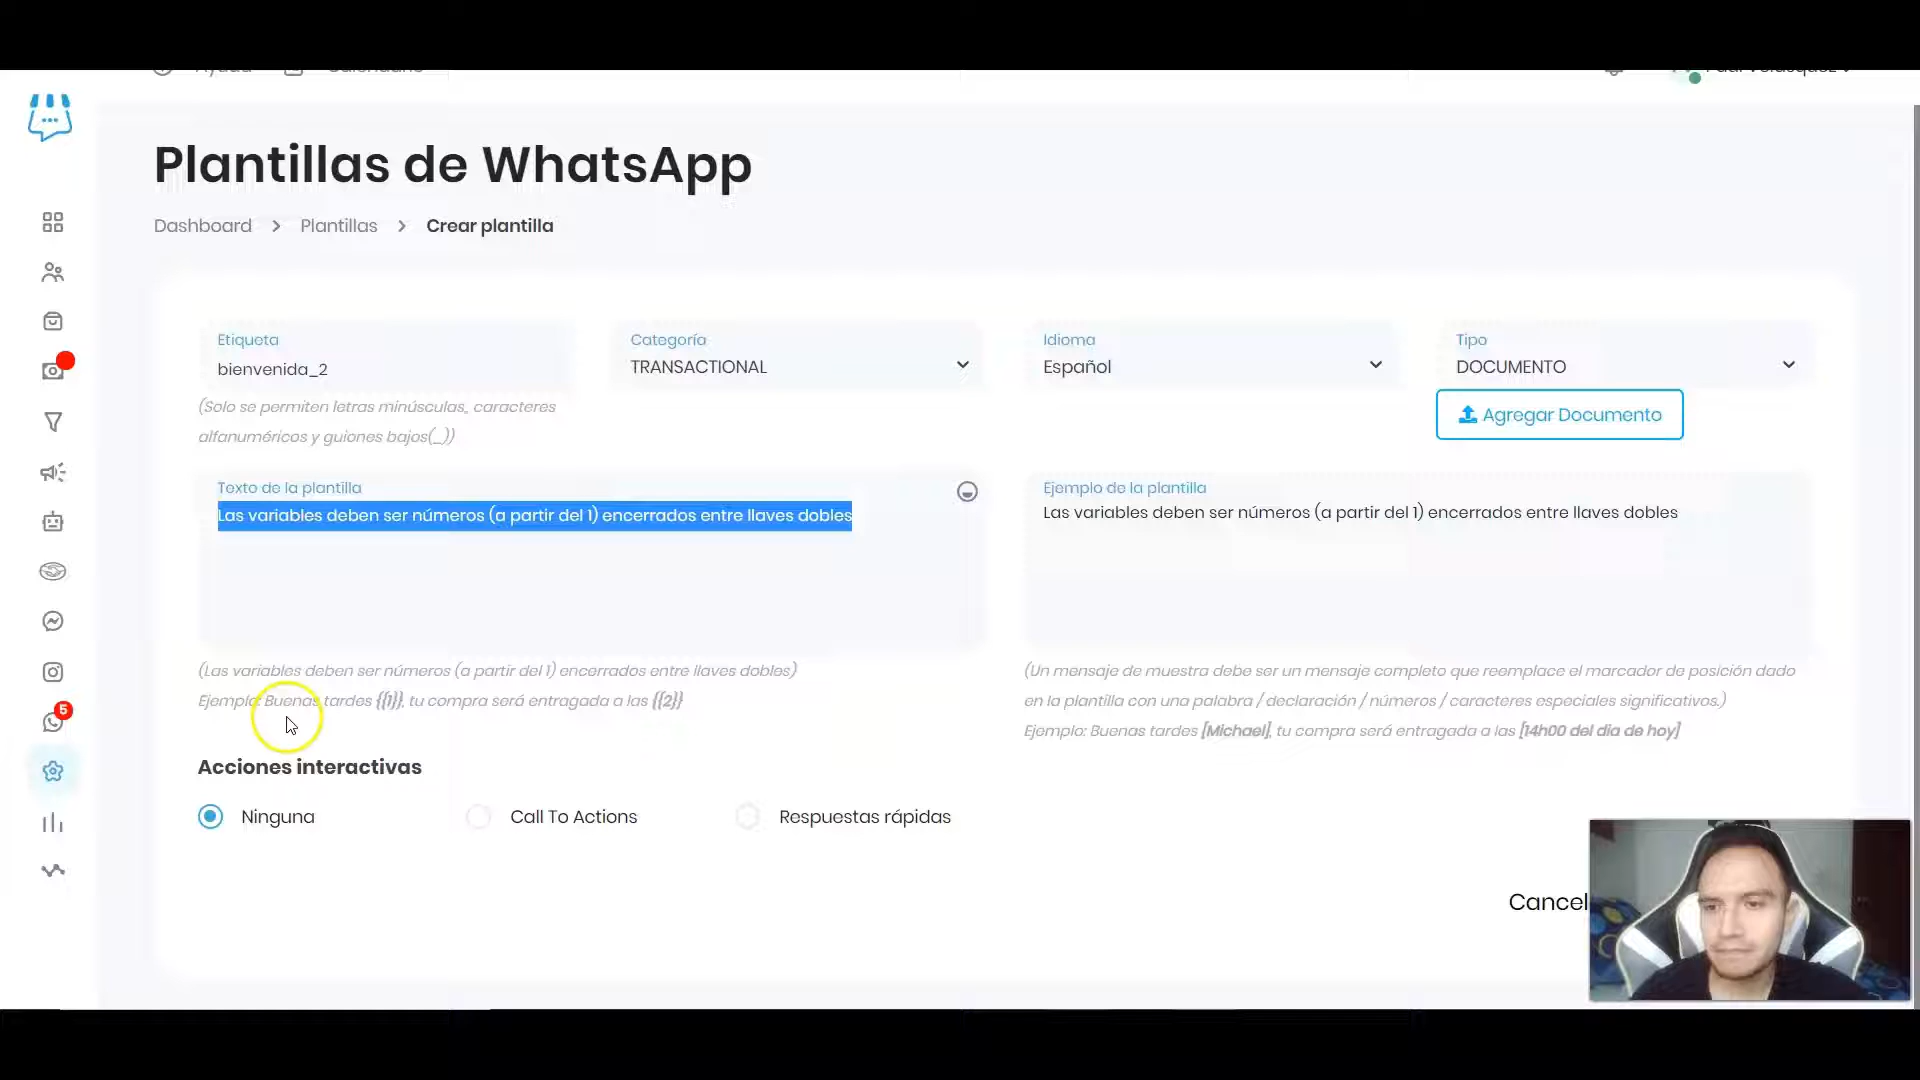 Plantillas de WhatsApp
Dashboard > Plantillas > Crear plantilla
Etiqueta
bienvenida_2
(Solo se permiten letras minúsculas, caracteres
alfanuméricos y guiones bajos(_))
Categoría
TRANSACTIONAL
Idioma
Español
Tipo
DOCUMENTO
Agregar Documento
Texto de la plantilla
Las variables deben ser números (a partir del 1) encerrados entre llaves dobles
Ejemplo de la plantilla
Las variables deben ser números (a partir del 1) encerrados entre llaves dobles
(Las variables deben ser números (a partir del 1) encerrados entre llaves dobles)
Ejemplo: Buenas tardes {{1}}, tu compra será entragada a las {{2}}
(Un mensaje de muestra debe ser un mensaje completo que reemplace el marcador de posición dado
en la plantilla con una palabra / declaración / números / caracteres especiales significativos.)
Ejemplo: Buenas tardes [Michael], tu compra será entragada a las [14h00 del dia de hoy]
5
Acciones interactivas
Ninguna
Call To Actions
Respuestas rápidas
Cancel